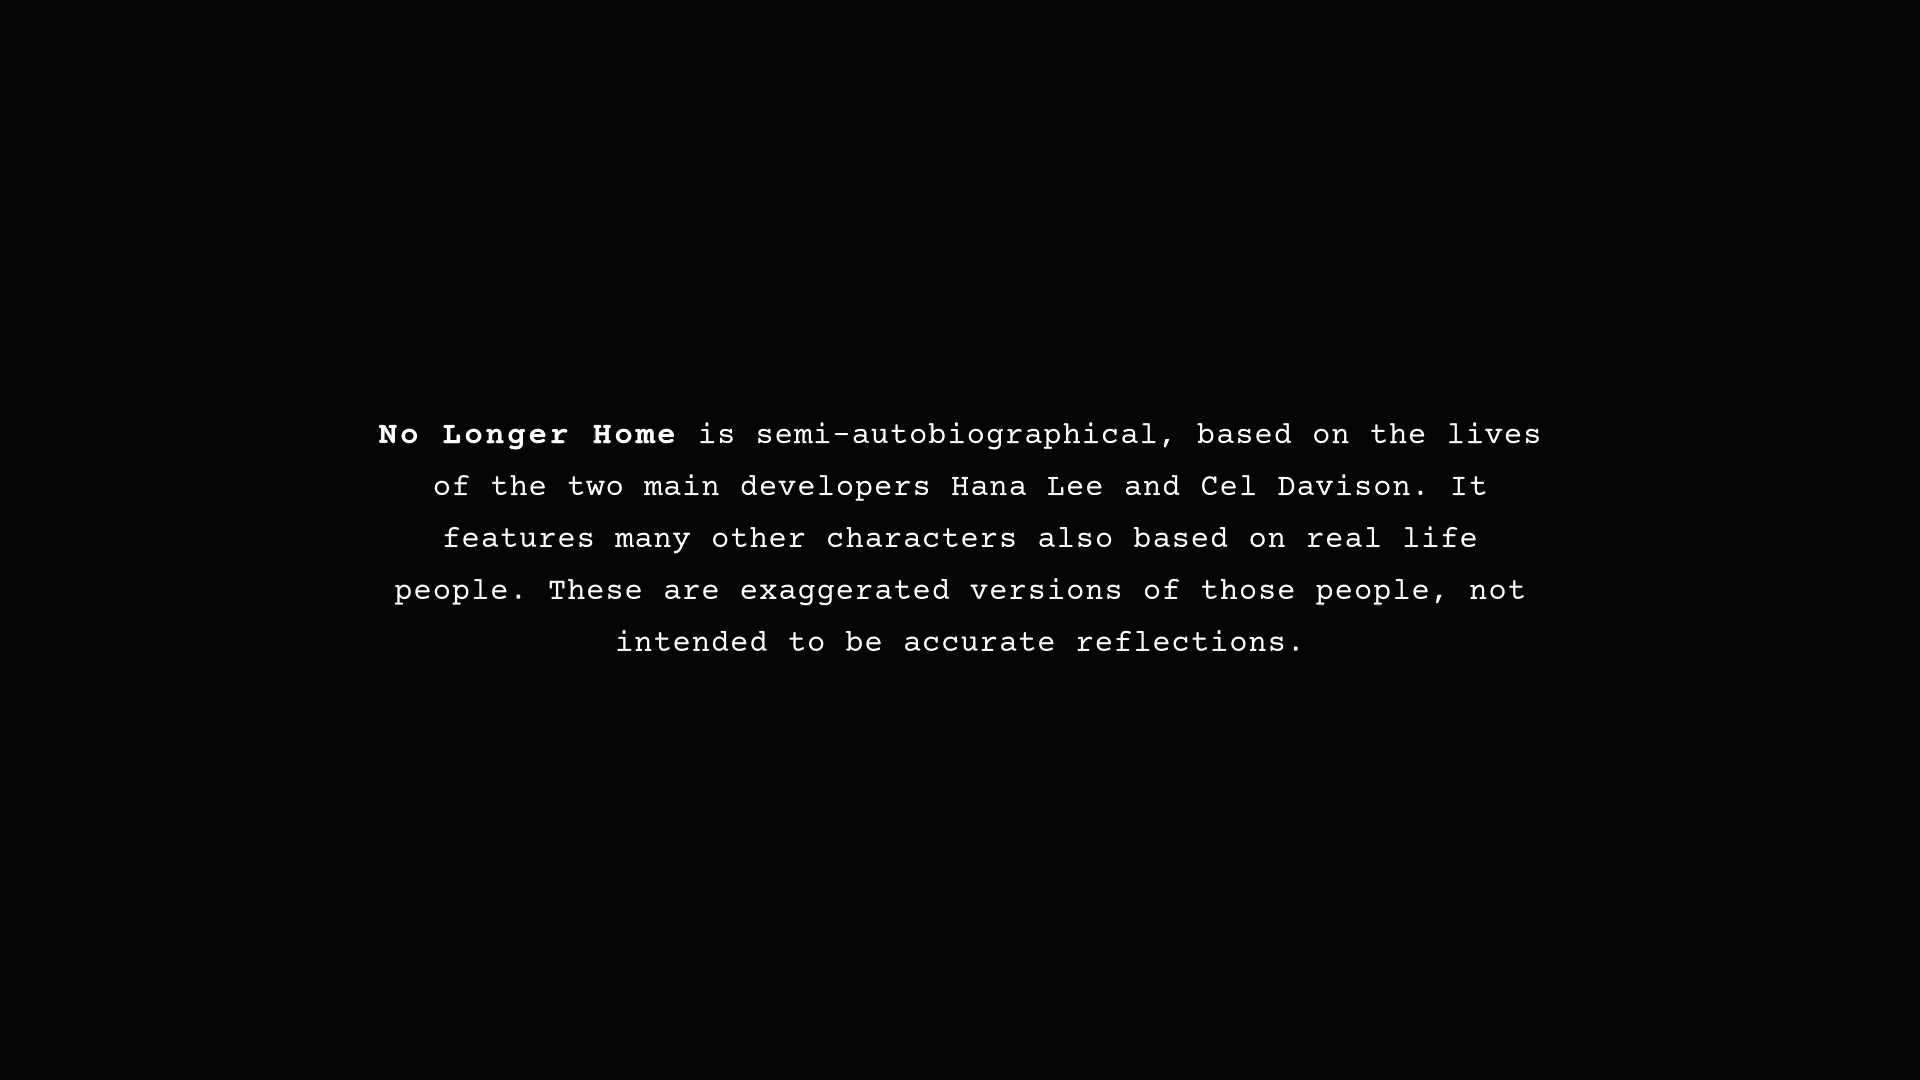 No Longer Home is semi-autobiographical, based on the lives
of the two main developers Hana Lee and Cel Davison. It
features many other characters also based on real life
people. These are exaggerated versions of those people, not
intended to be accurate reflections.